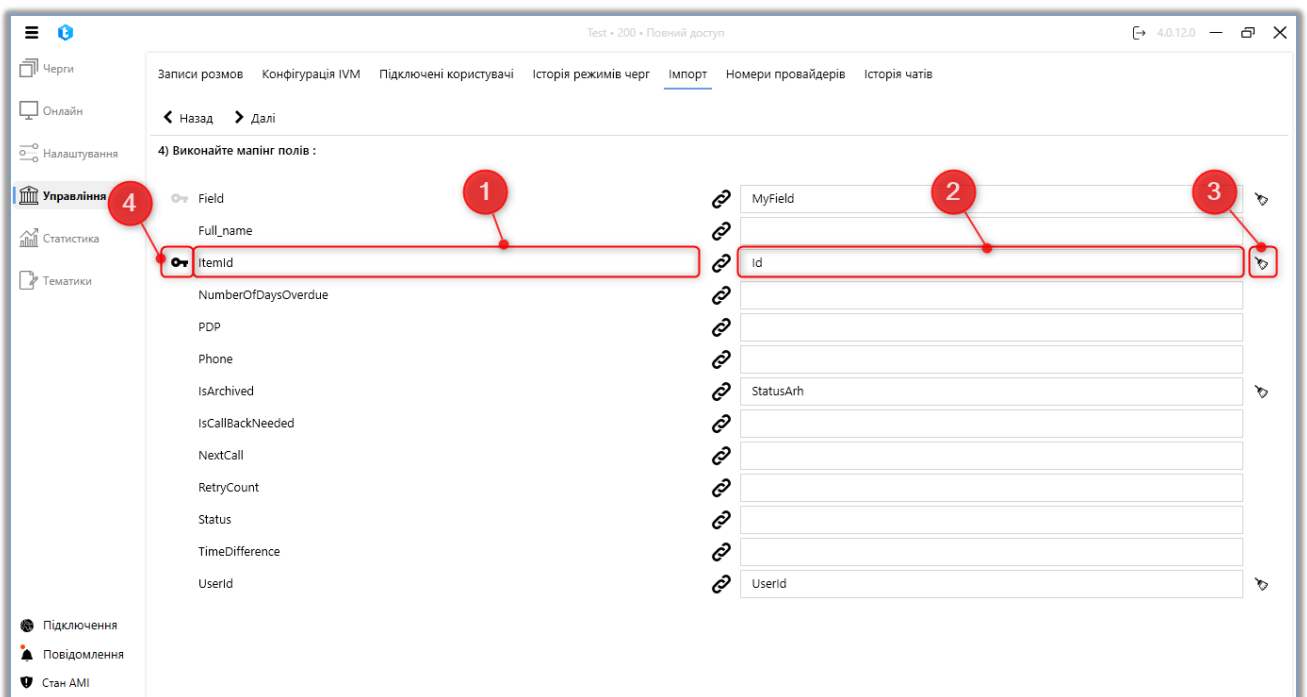 Test • 200 • Повний доступ
4.0.12.0
Черги
Онлайн
Налаштування
Управління
Статистика
Тематики
Підключення
Повідомлення
Стан AMI
Записи розмов Конфігурація IVM Підключені користувачі Історія режимів черг Імпорт Номери провайдерів Історія чатів
Назад Далі
4) Виконайте мапінг полів :
1 2 3 4
Field MyField
Full_name
ItemId Id
NumberOfDaysOverdue
PDP
Phone
IsArchived StatusArh
IsCallBackNeeded
NextCall
RetryCount
Status
TimeDifference
UserId UserId